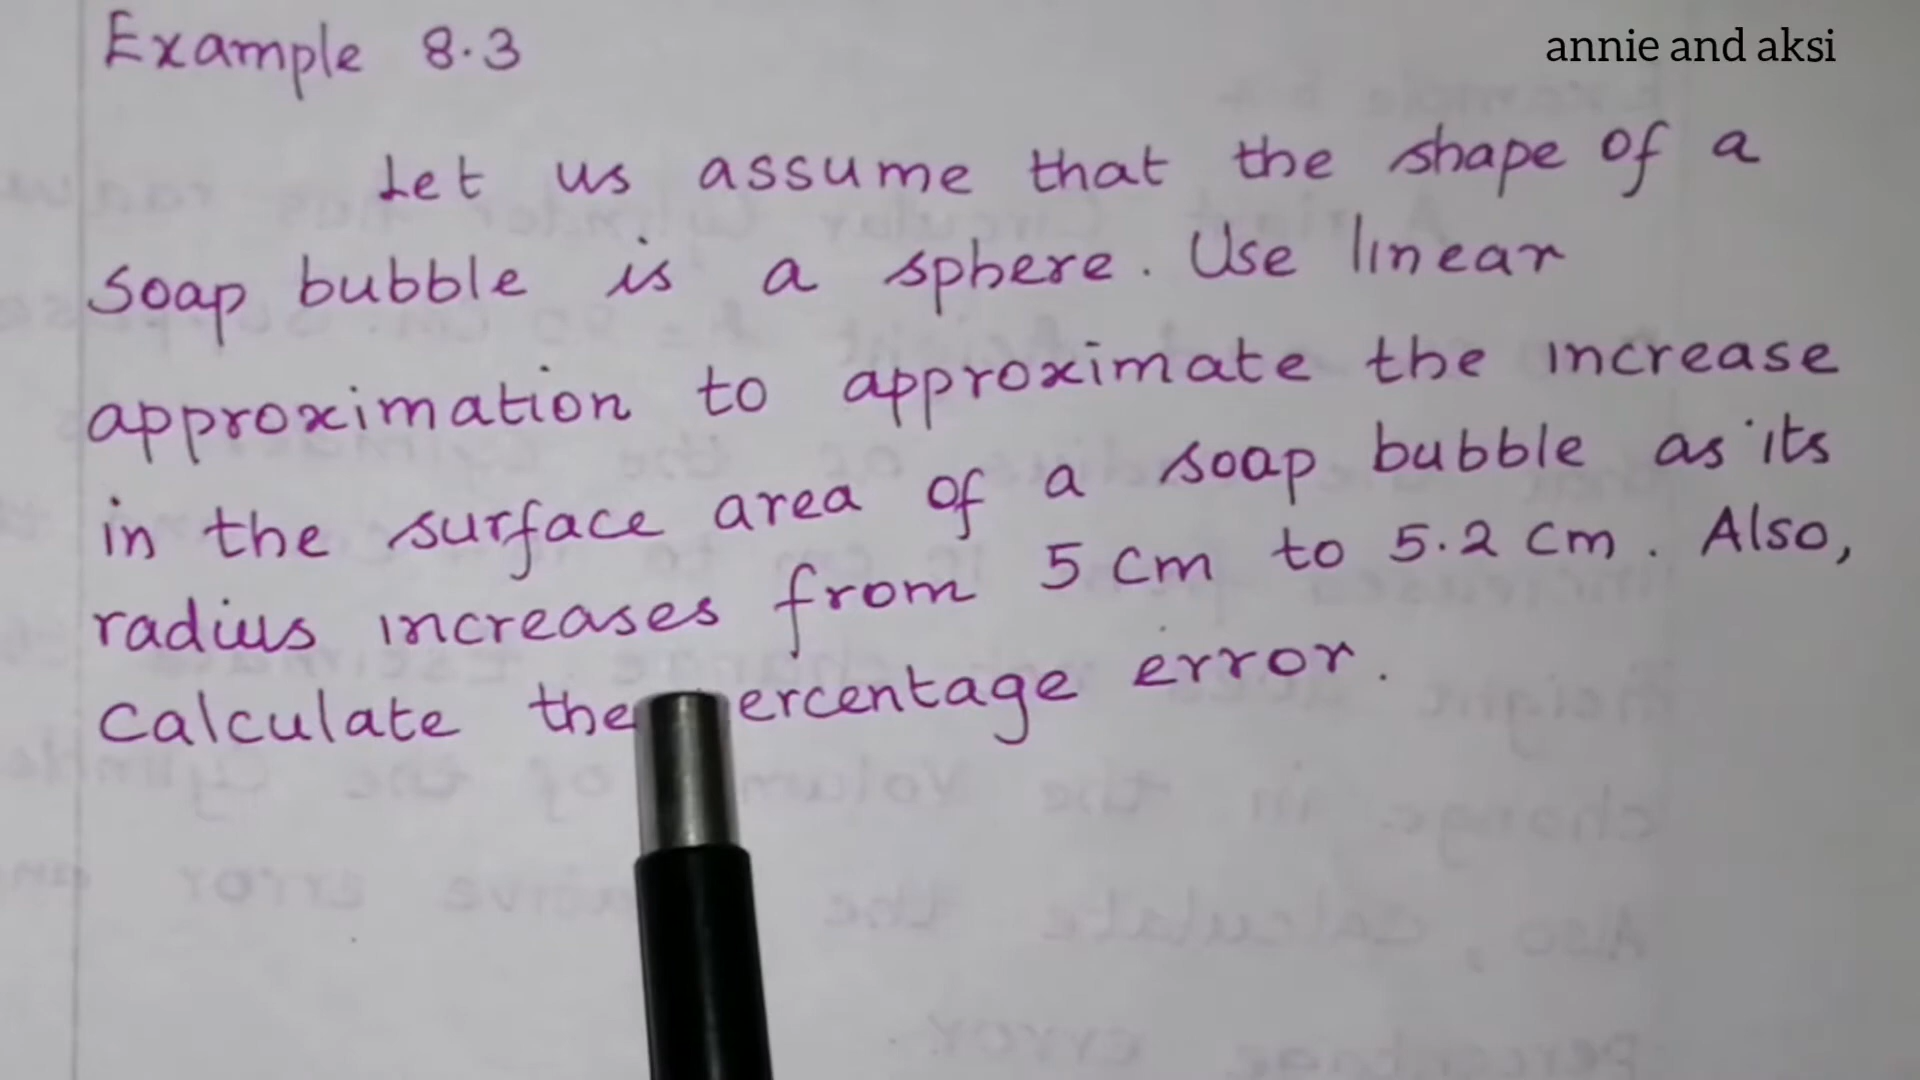 annie and aksi
Example 8.3
Let us assume that the shape of a
soap bubble is a sphere. Use linear
approximation to approximate the increase
in the surface area of a soap bubble as its
radius increases from 5 cm to 5.2 cm. Also,
calculate the ercentage error.